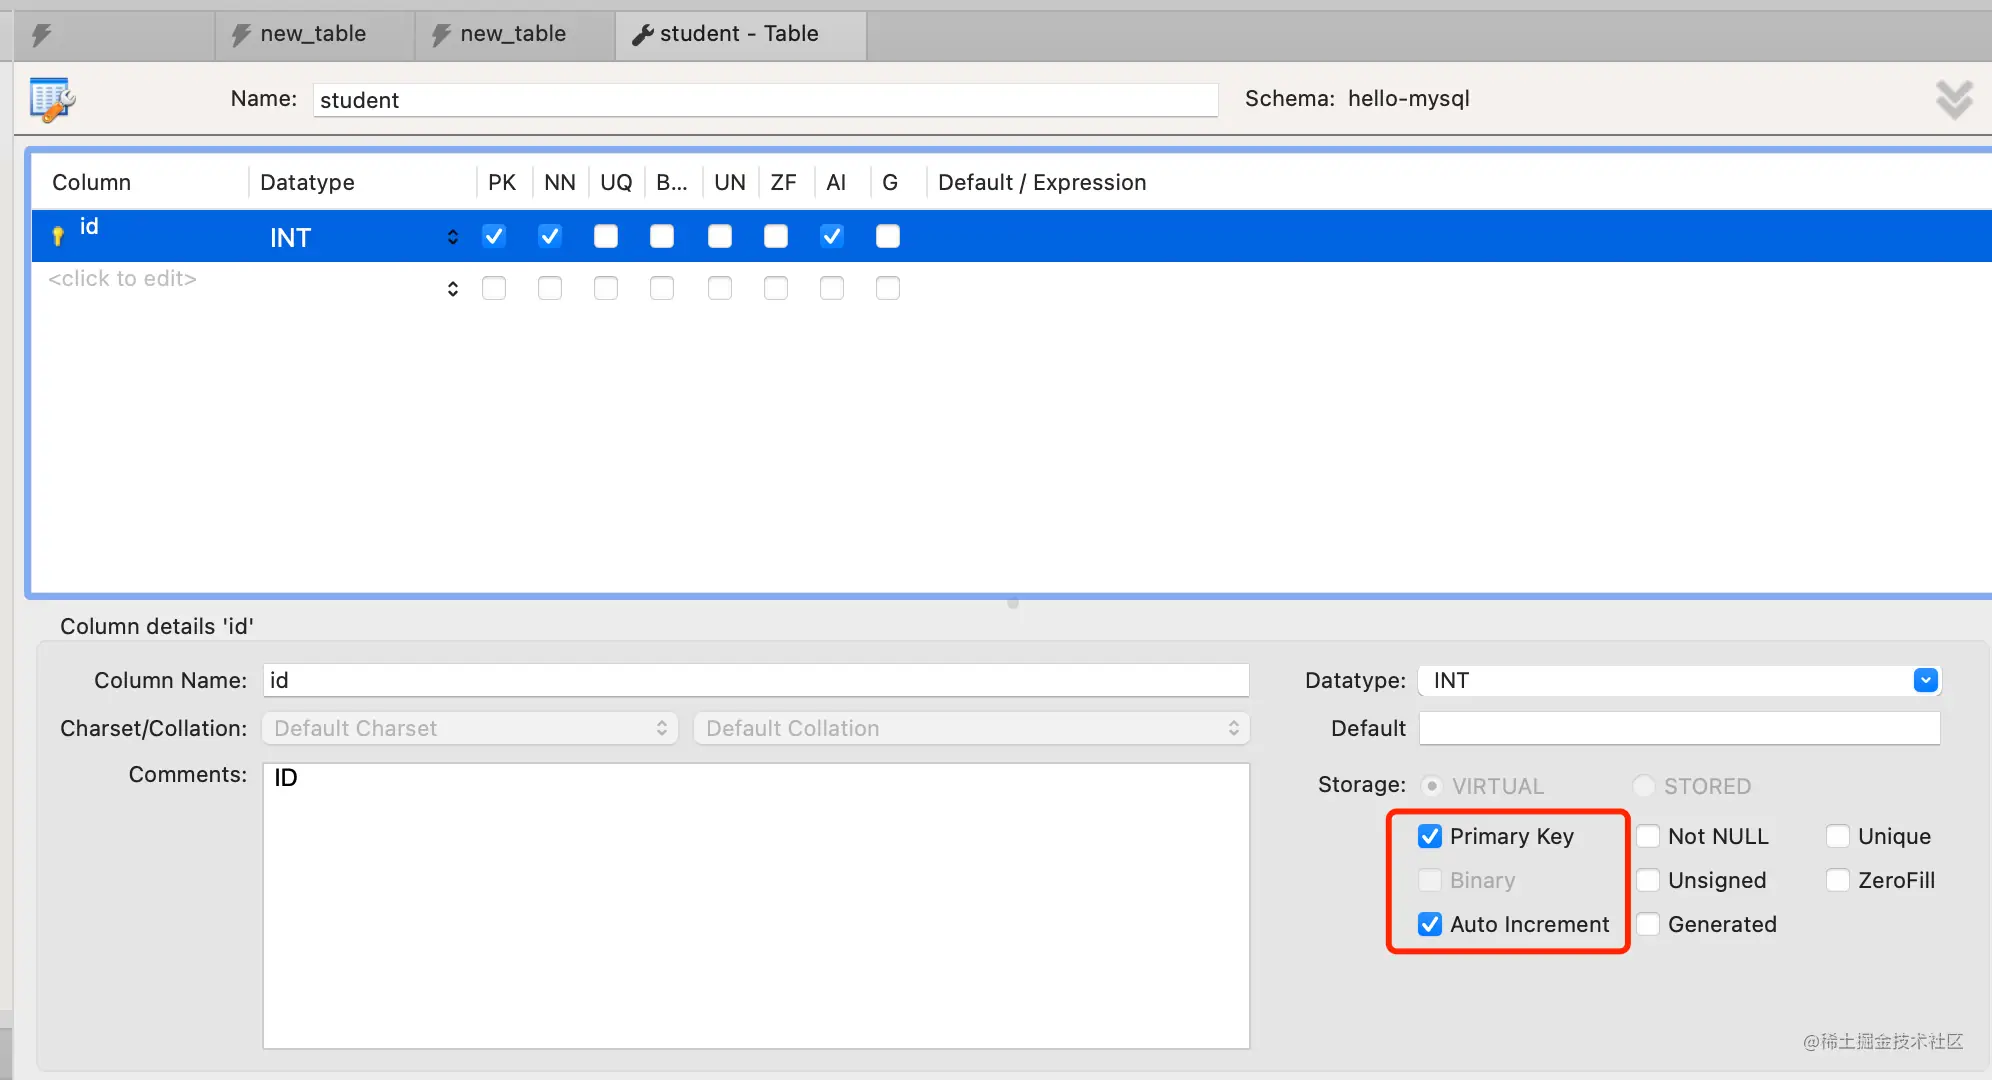 new_table new_table student - Table
Name: student Schema: hello-mysql
Column Datatype PK NN UQ B... UN ZF AI G Default / Expression
id INT
<click to edit>
Column details 'id'
Column Name: id Datatype: INT
Charset/Collation: Default Charset Default Collation Default
Comments: ID Storage: VIRTUAL STORED
Primary Key Not NULL Unique
Binary Unsigned ZeroFill
Auto Increment Generated
@稀土掘金技术社区